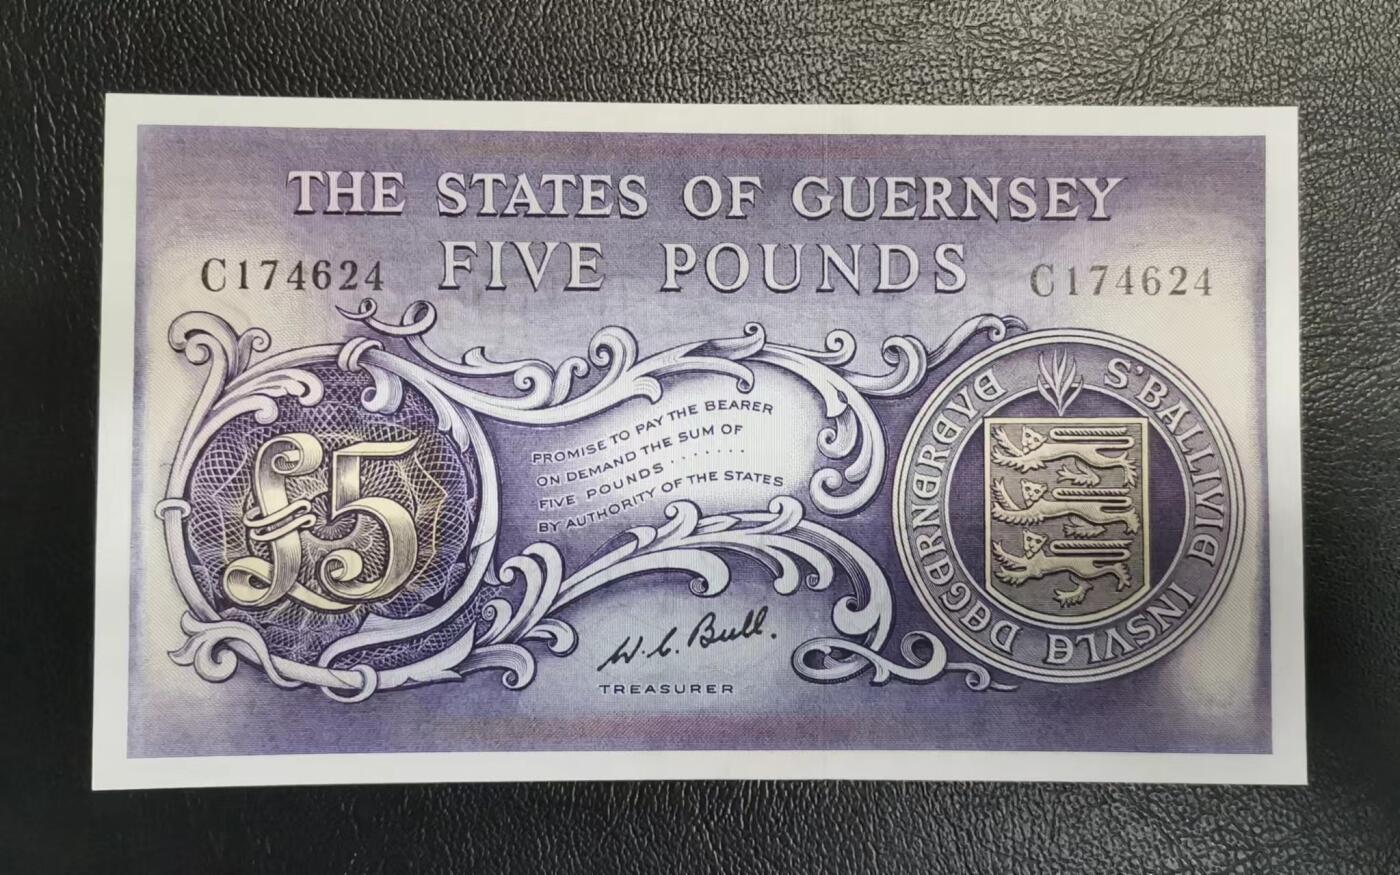 THE STATES OF GUERNSEY
FIVE POUNDS
C174624
C174624
£5
PROMISE TO PAY THE BEARER
ON DEMAND THE SUM OF
FIVE POUNDS . . . . . . .
BY AUTHORITY OF THE STATES
W. C. Bull.
TREASURER
S'BALLIVIE INSVLE DEGERNEREYE